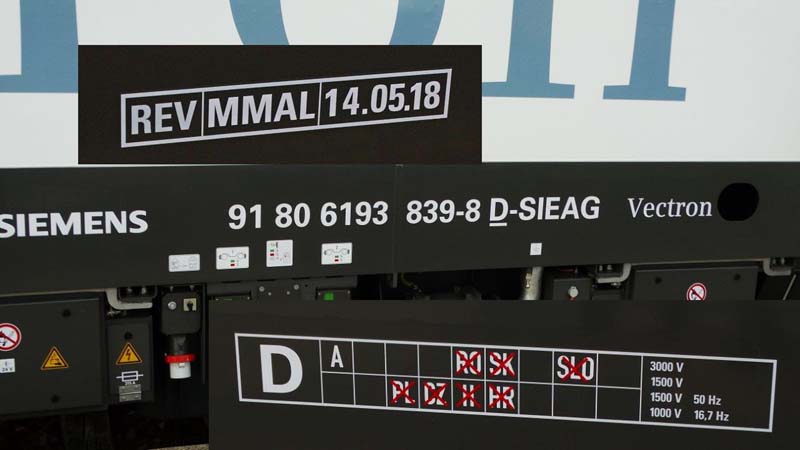 REV MMAL 14.05.18
SIEMENS 91 80 6193 839-8 D-SIEAG Vectron
D A RO SK SLO
PL CZ H HR
3000 V
1500 V
1500 V 50 Hz
1000 V 16,7 Hz
24 V